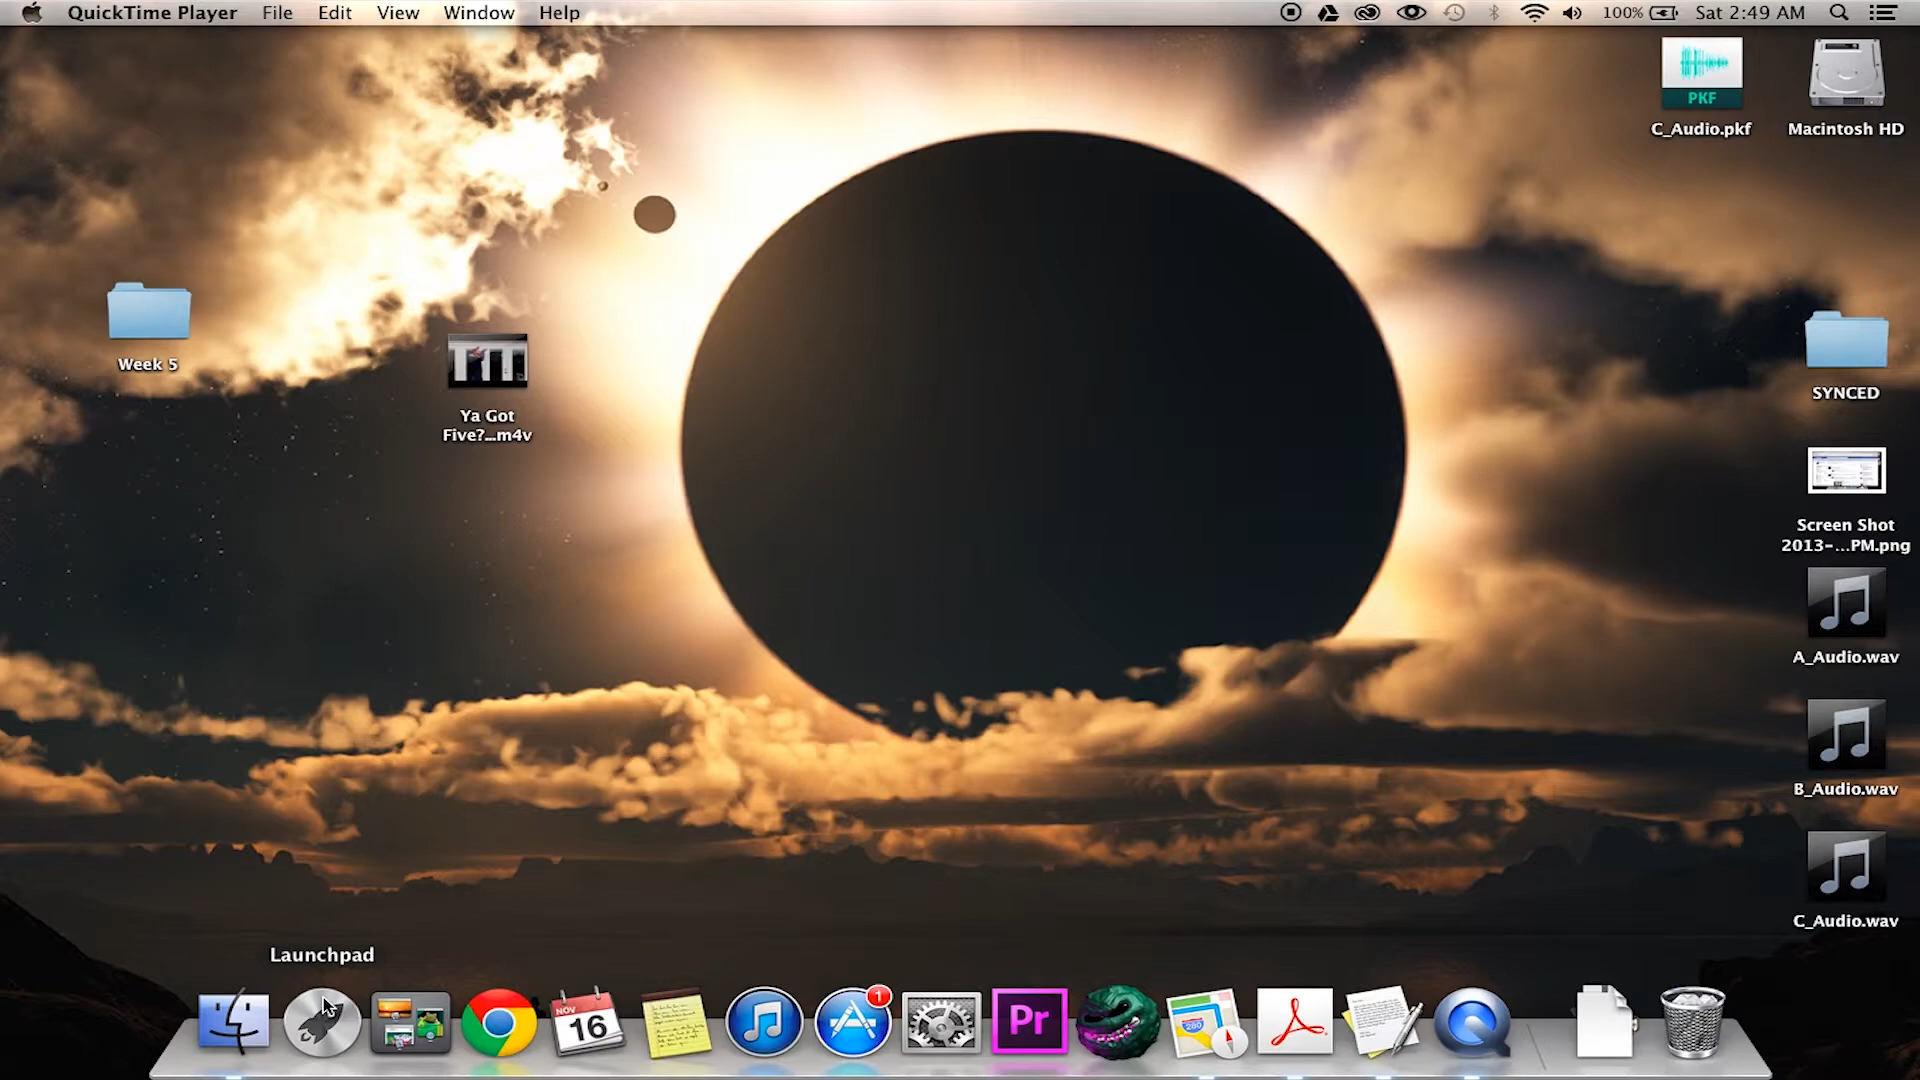 QuickTime Player File Edit View Window Help 100% Sat 2:49 AM
PKF
C_Audio.pkf
Macintosh HD
Week 5
Ya Got
Five?...m4v
SYNCED
Screen Shot
2013-...PM.png
A_Audio.wav
B_Audio.wav
C_Audio.wav
Launchpad
NOV
16
1
Pr
280